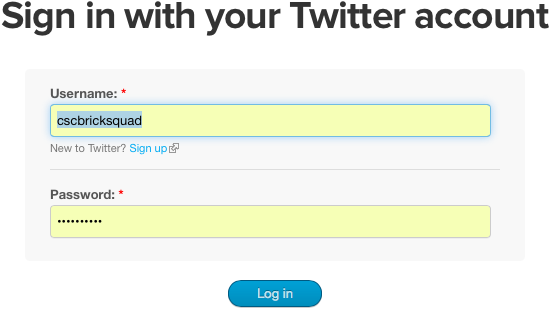 Sign in with your Twitter account
Username: *
cscbricksquad
New to Twitter? Sign up
Password: *
••••••••••
Log in